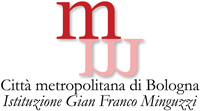 m
m
Città metropolitana di Bologna
Istituzione Gian Franco Minguzzi